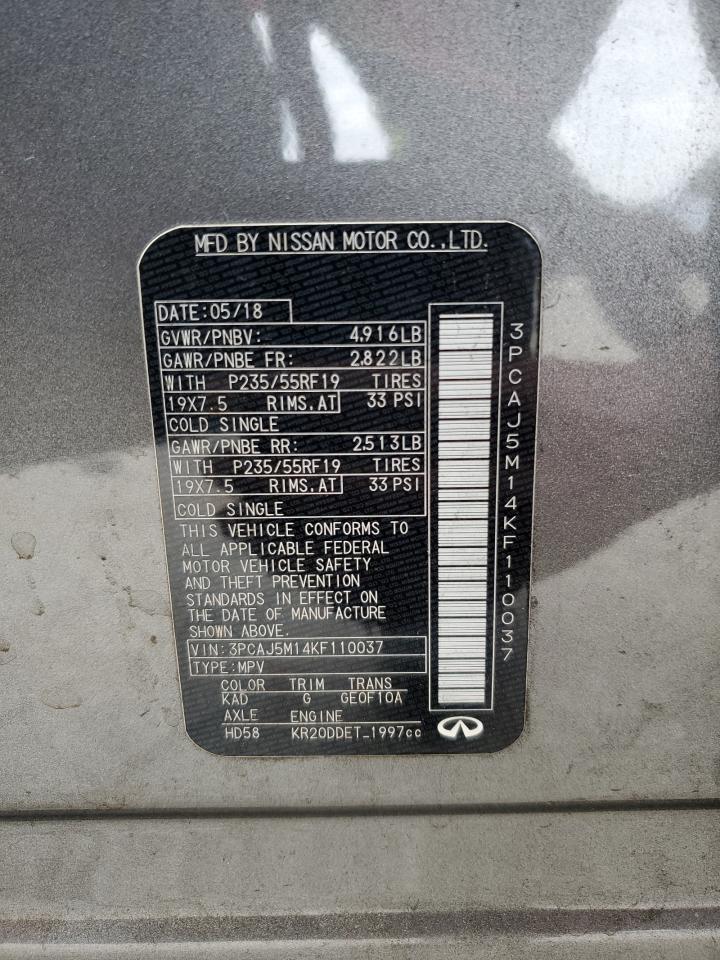 MFD BY NISSAN MOTOR CO.,LTD.
DATE:05/18
GVWR/PNBV: 4,916LB
GAWR/PNBE FR: 2,822LB
WITH P235/55RF19 TIRES
19X7.5 RIMS,AT 33 PSI
COLD SINGLE
GAWR/PNBE RR: 2,513LB
WITH P235/55RF19 TIRES
19X7.5 RIMS,AT 33 PSI
COLD SINGLE
THIS VEHICLE CONFORMS TO
ALL APPLICABLE FEDERAL
MOTOR VEHICLE SAFETY
AND THEFT PREVENTION
STANDARDS IN EFFECT ON
THE DATE OF MANUFACTURE
SHOWN ABOVE.
VIN:3PCAJ5M14KF110037
TYPE:MPV
COLOR TRIM TRANS
KAD G GE0F10A
AXLE ENGINE
HD58 KR20DDET_1997cc
3PCAJ5M14KF110037